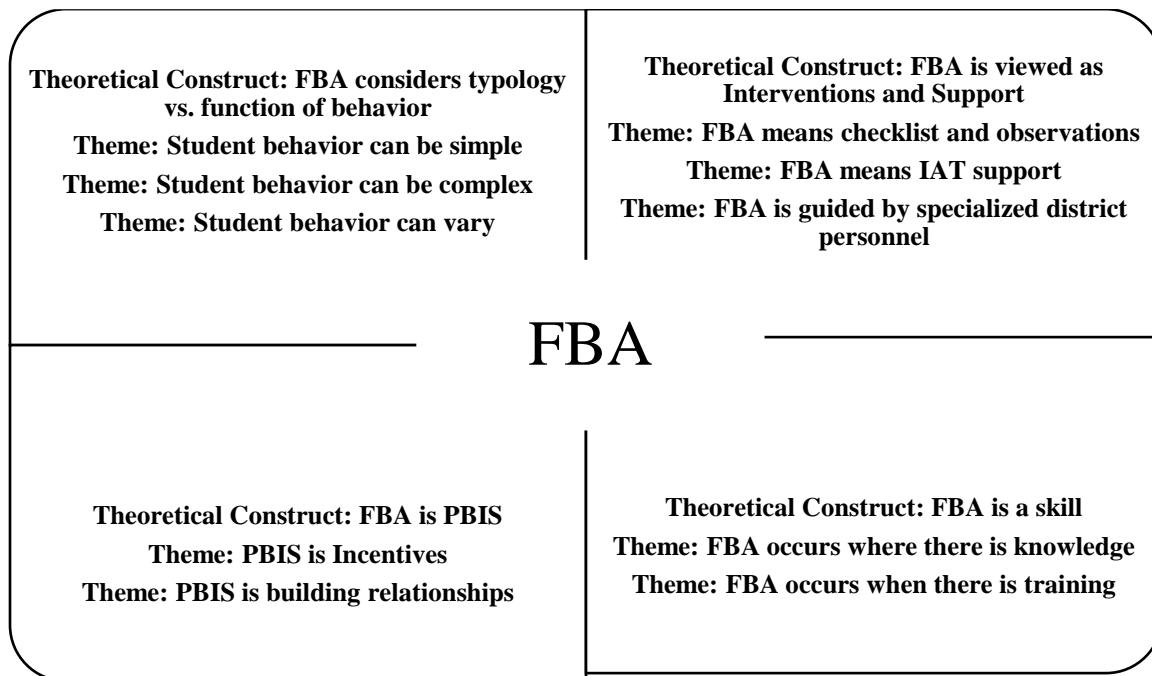 Theoretical Construct: FBA considers typology
vs. function of behavior
Theme: Student behavior can be simple
Theme: Student behavior can be complex
Theme: Student behavior can vary
Theoretical Construct: FBA is viewed as
Interventions and Support
Theme: FBA means checklist and observations
Theme: FBA means IAT support
Theme: FBA is guided by specialized district
personnel
FBA
Theoretical Construct: FBA is PBIS
Theme: PBIS is Incentives
Theme: PBIS is building relationships
Theoretical Construct: FBA is a skill
Theme: FBA occurs where there is knowledge
Theme: FBA occurs when there is training